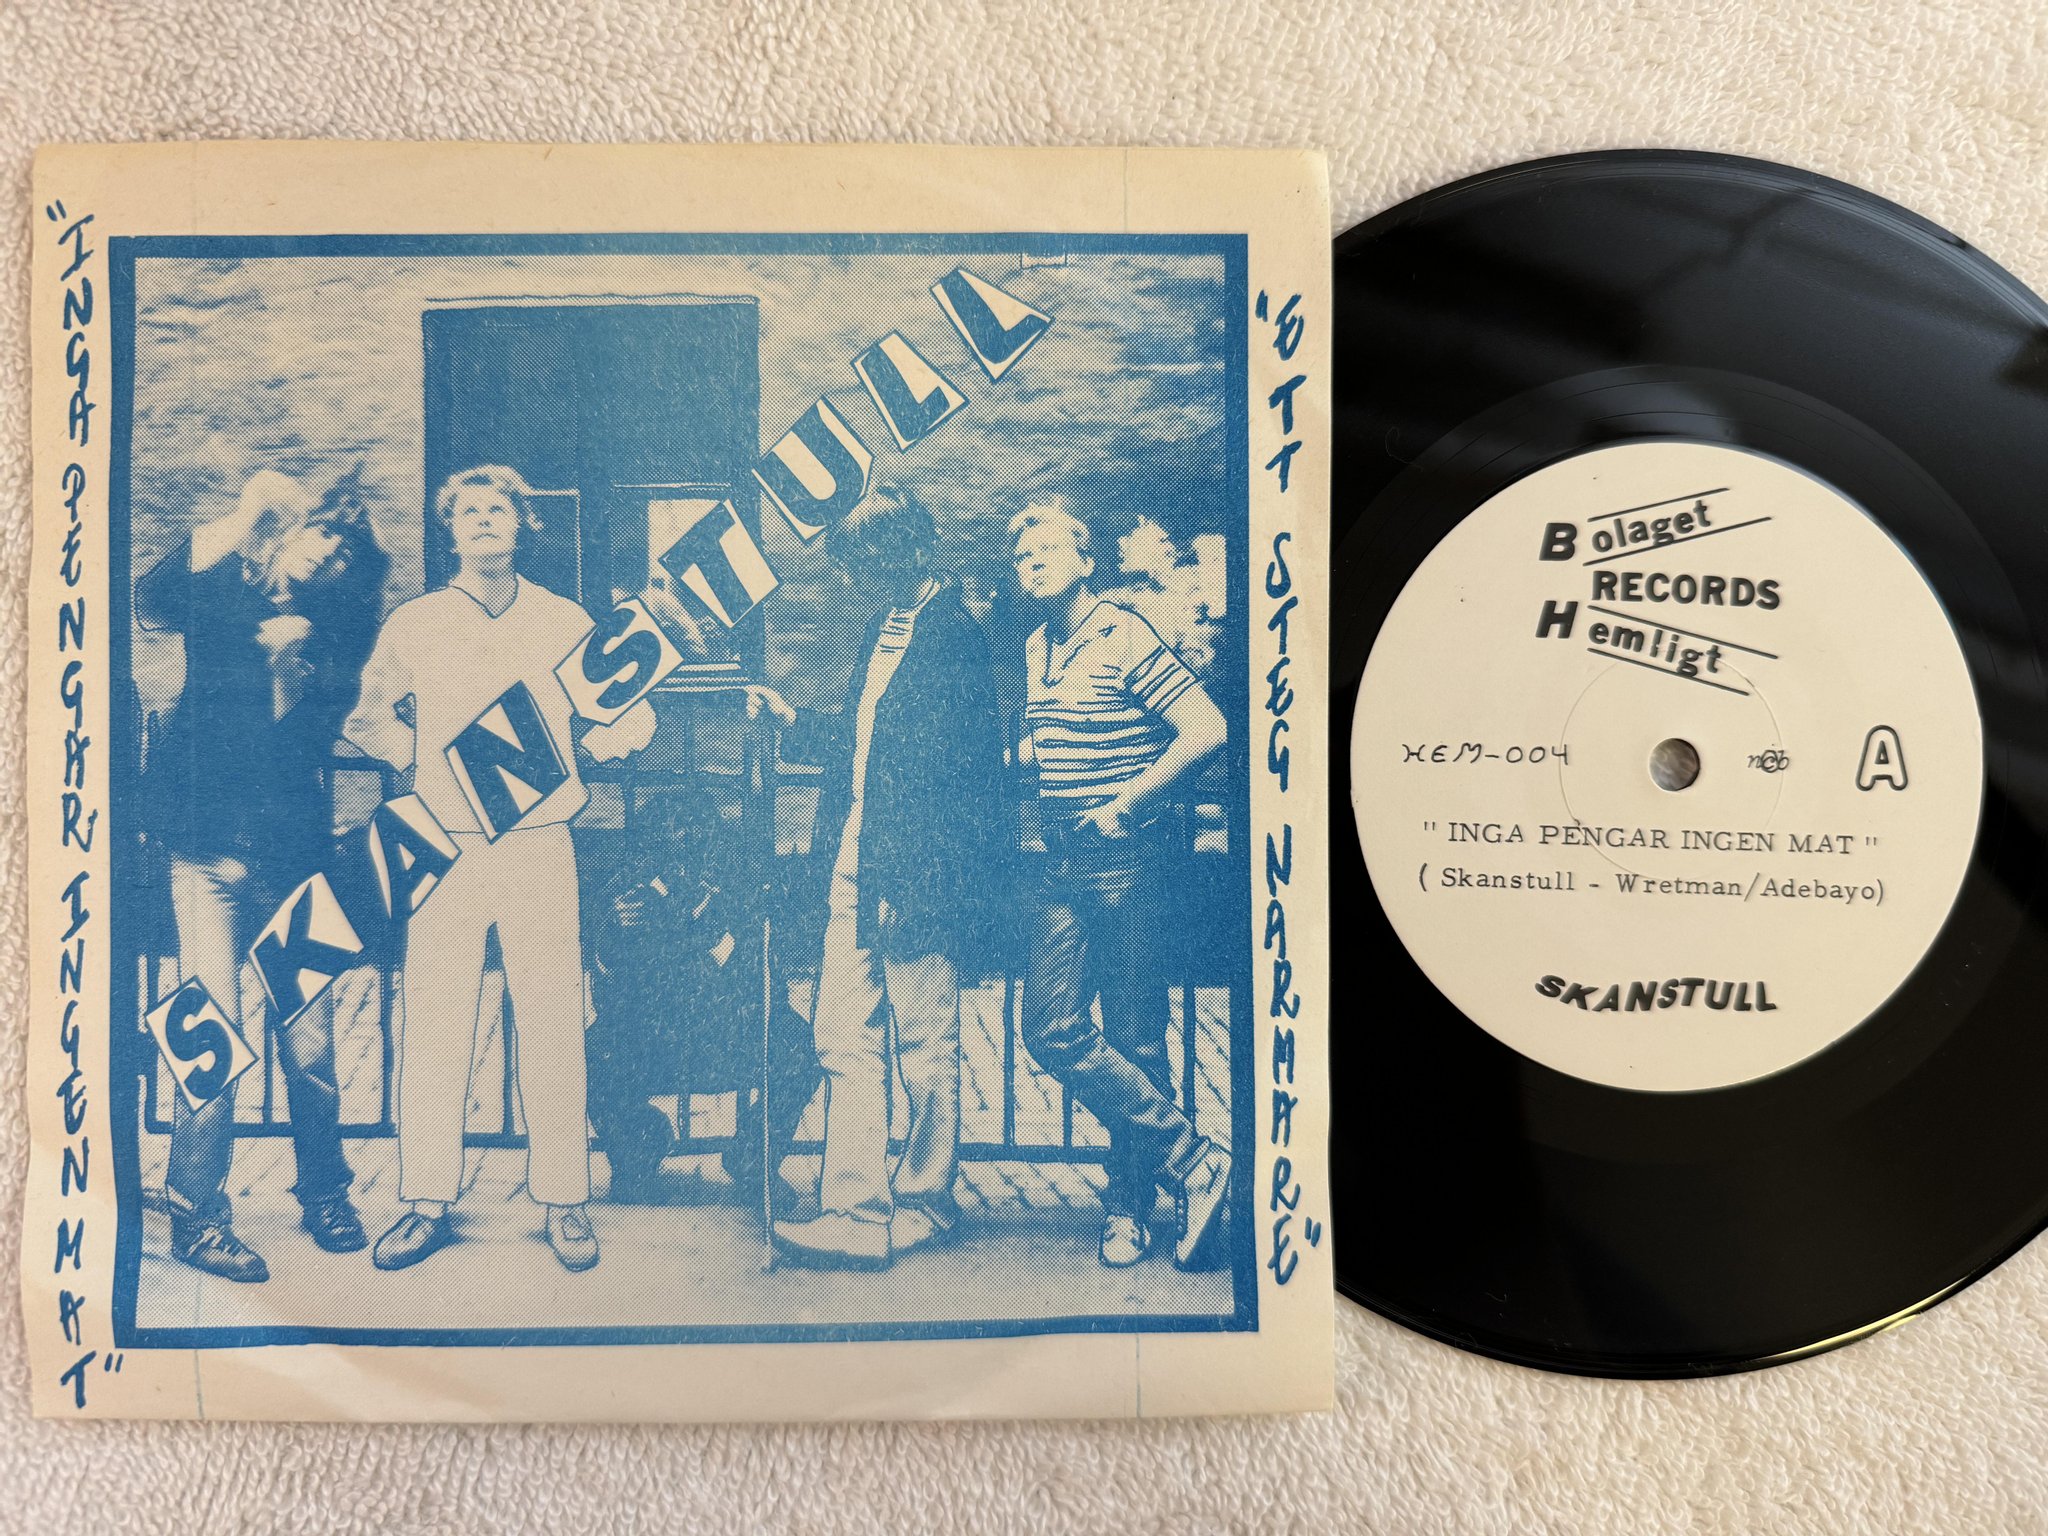 "INGA PENGAR INGEN MAT"
SKANSTULL
"ETT STEG NÄRMARE"
Bolaget
RECORDS
Hemligt
HEM-004
n©b
A
"INGA PENGAR INGEN MAT"
(Skanstull - Wretman/Adebayo)
SKANSTULL